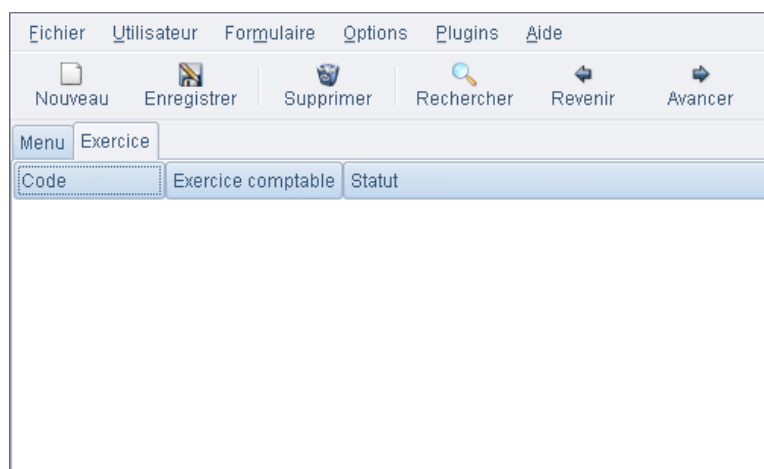 Fichier Utilisateur Formulaire Options Plugins Aide
Nouveau Enregistrer Supprimer Rechercher Revenir Avancer
Menu Exercice
Code Exercice comptable Statut